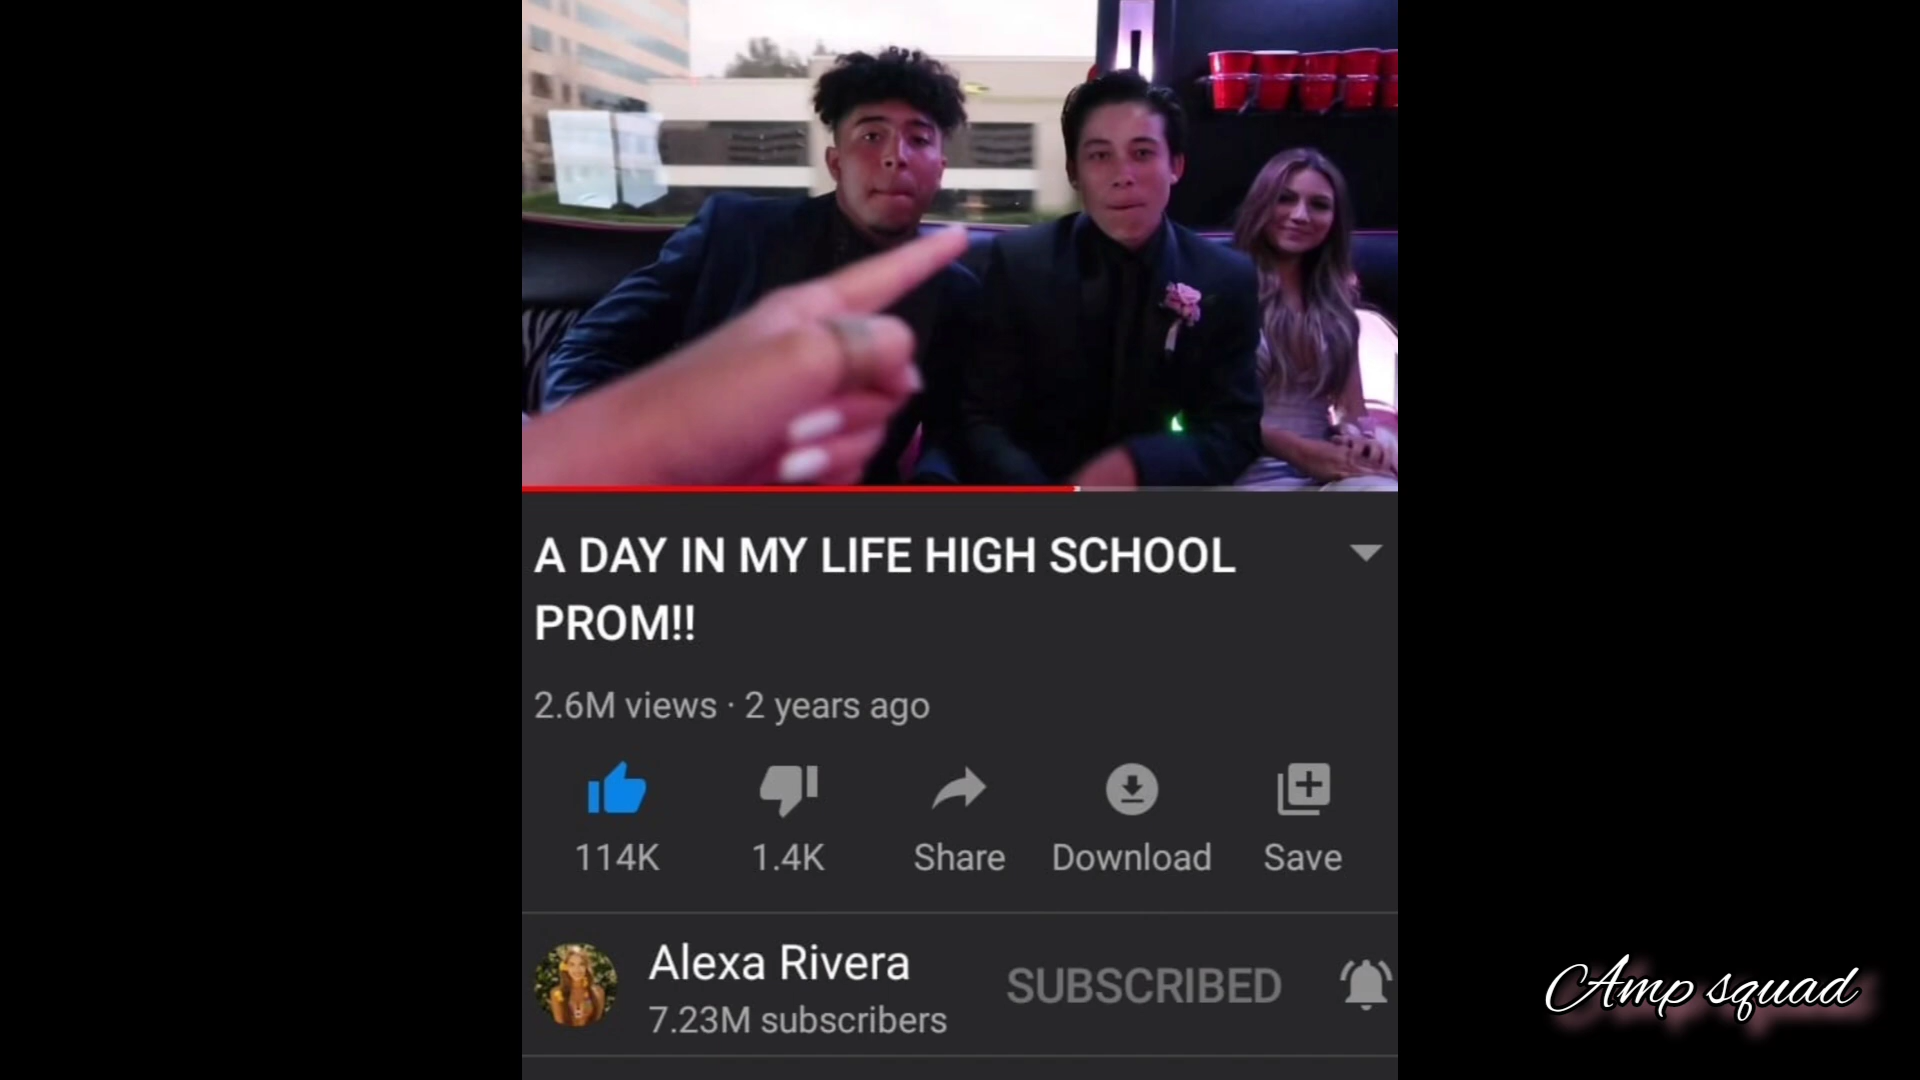 A DAY IN MY LIFE HIGH SCHOOL
PROM!!
2.6M views · 2 years ago
114K
1.4K
Share
Download
Save
Alexa Rivera
SUBSCRIBED
7.23M subscribers
Amp squad